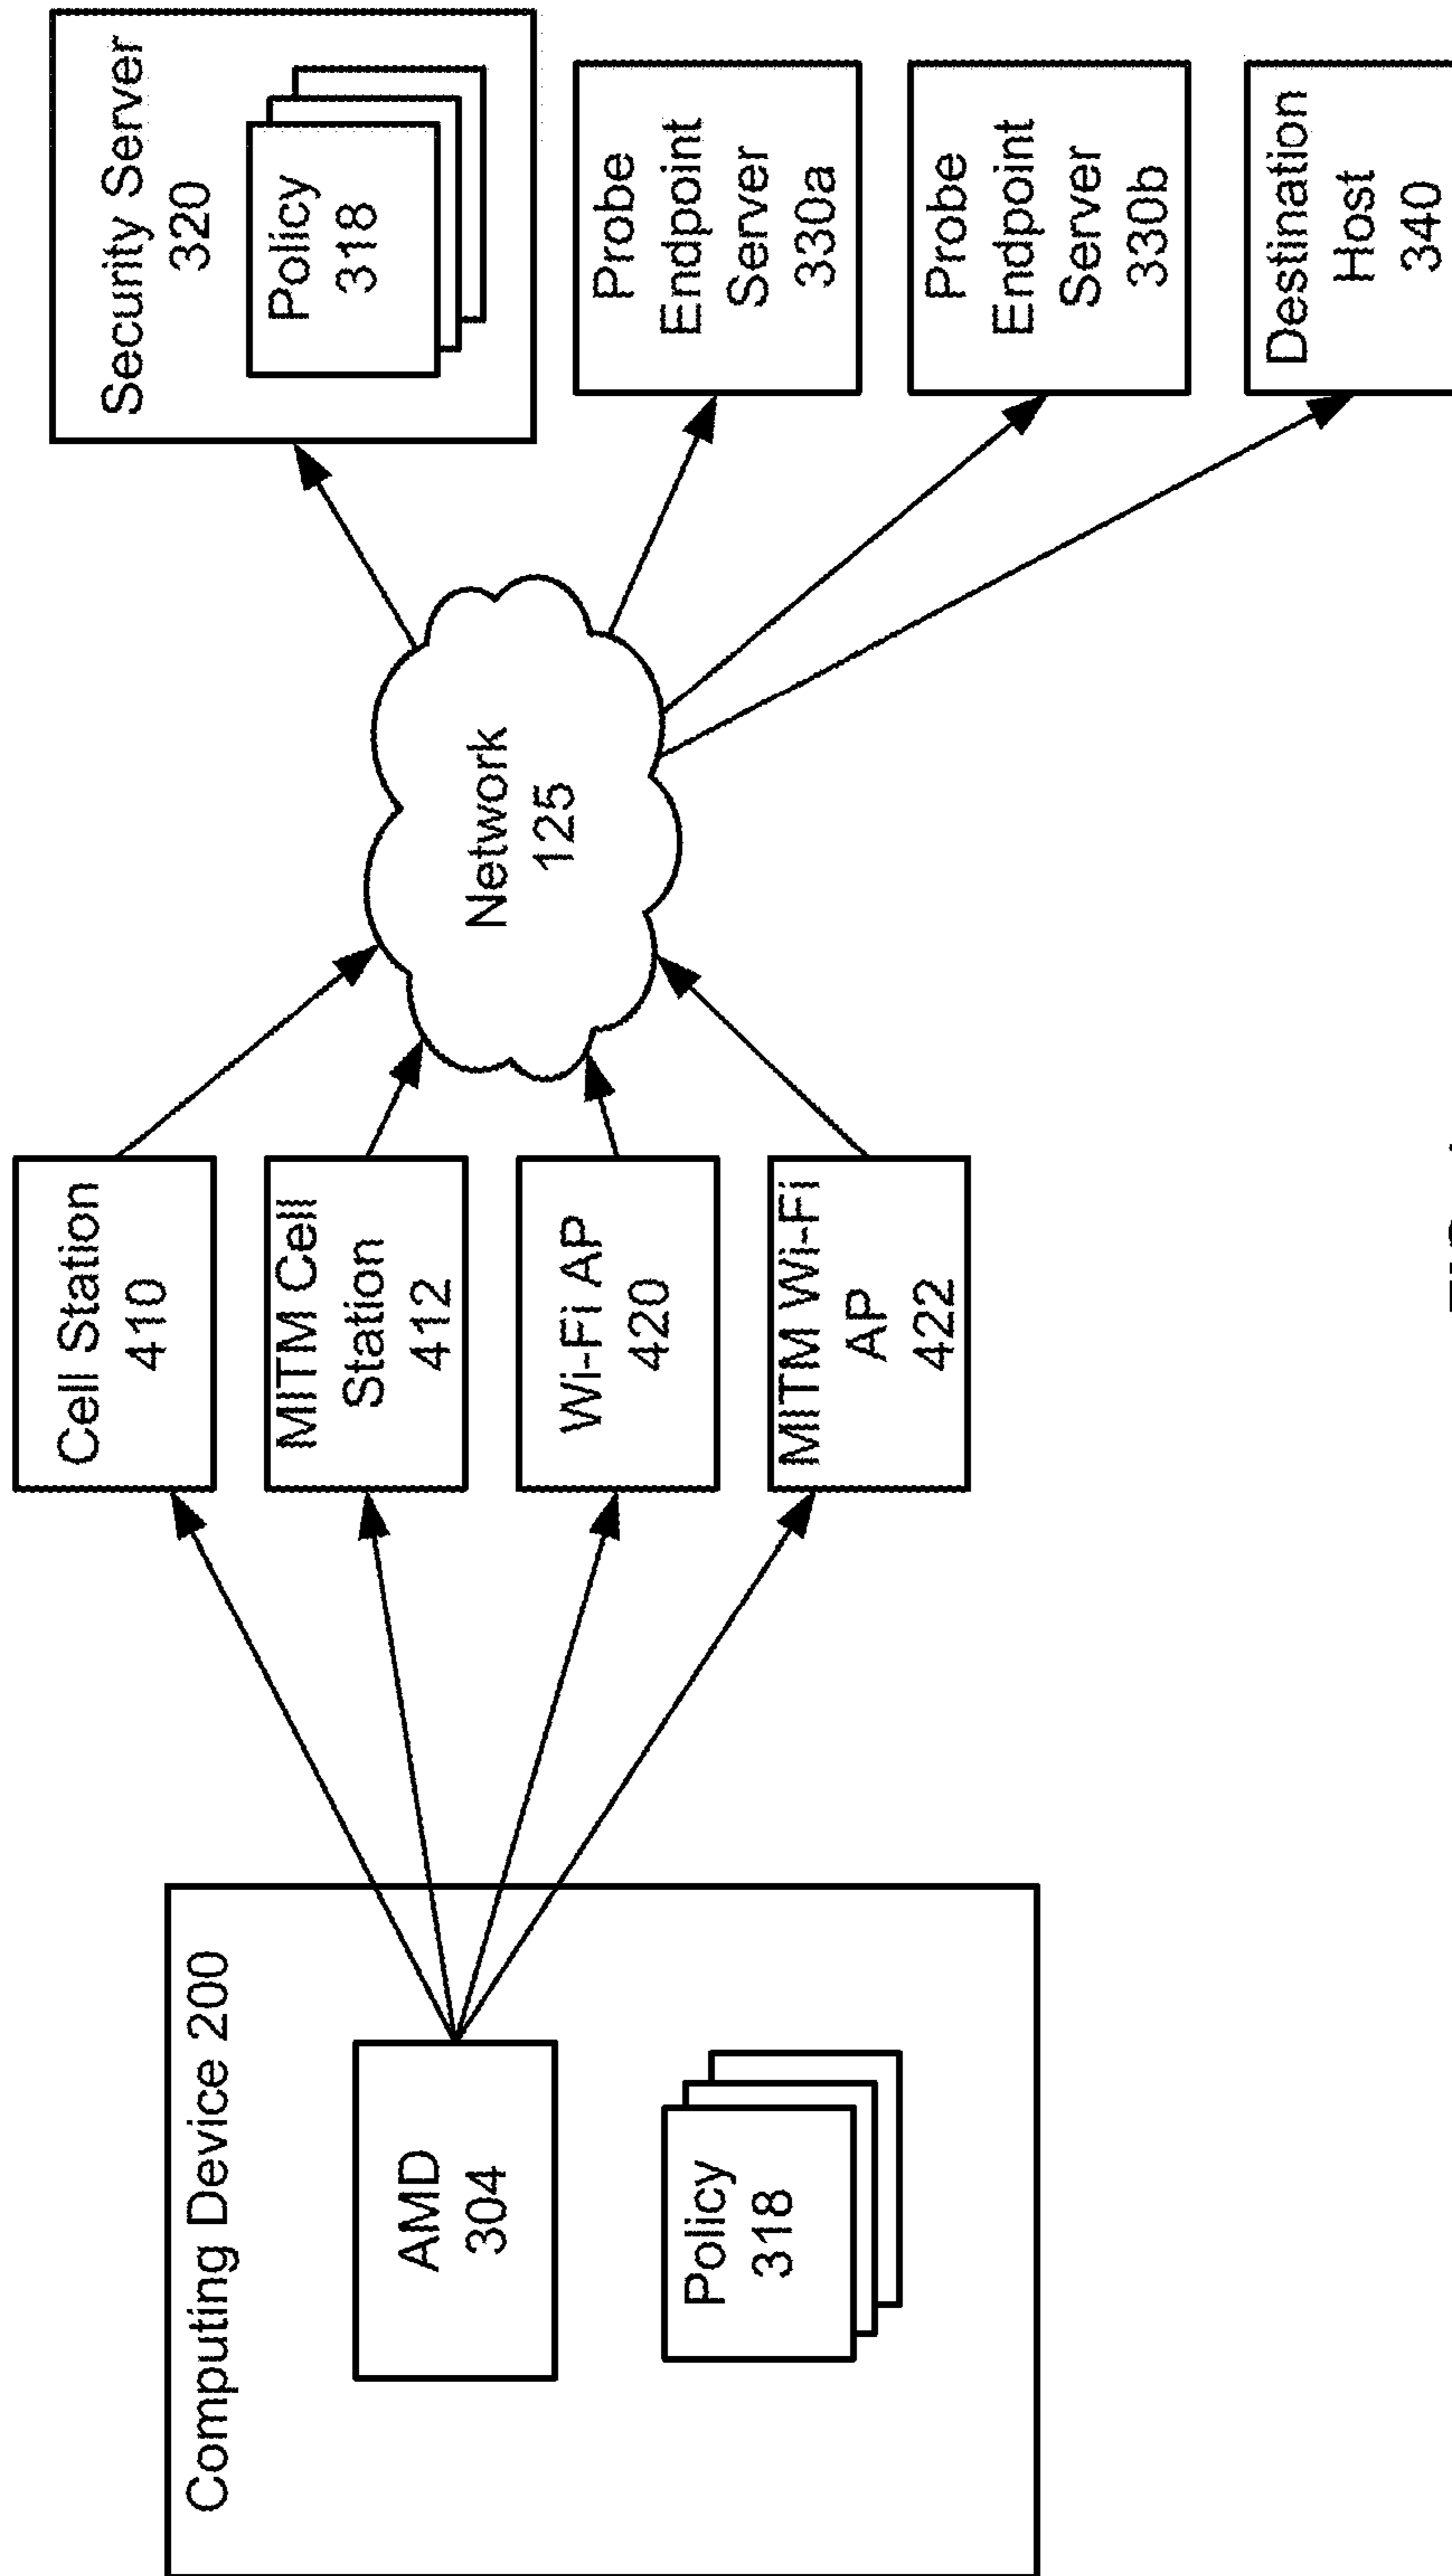 Computing Device 200
AMD
304
Policy
318
Cell Station
410
MITM Cell
Station
412
Wi-Fi AP
420
MITM Wi-Fi
AP
422
Network
125
Security Server
320
Policy
318
Probe
Endpoint
Server
330a
Probe
Endpoint
Server
330b
Destination
Host
340